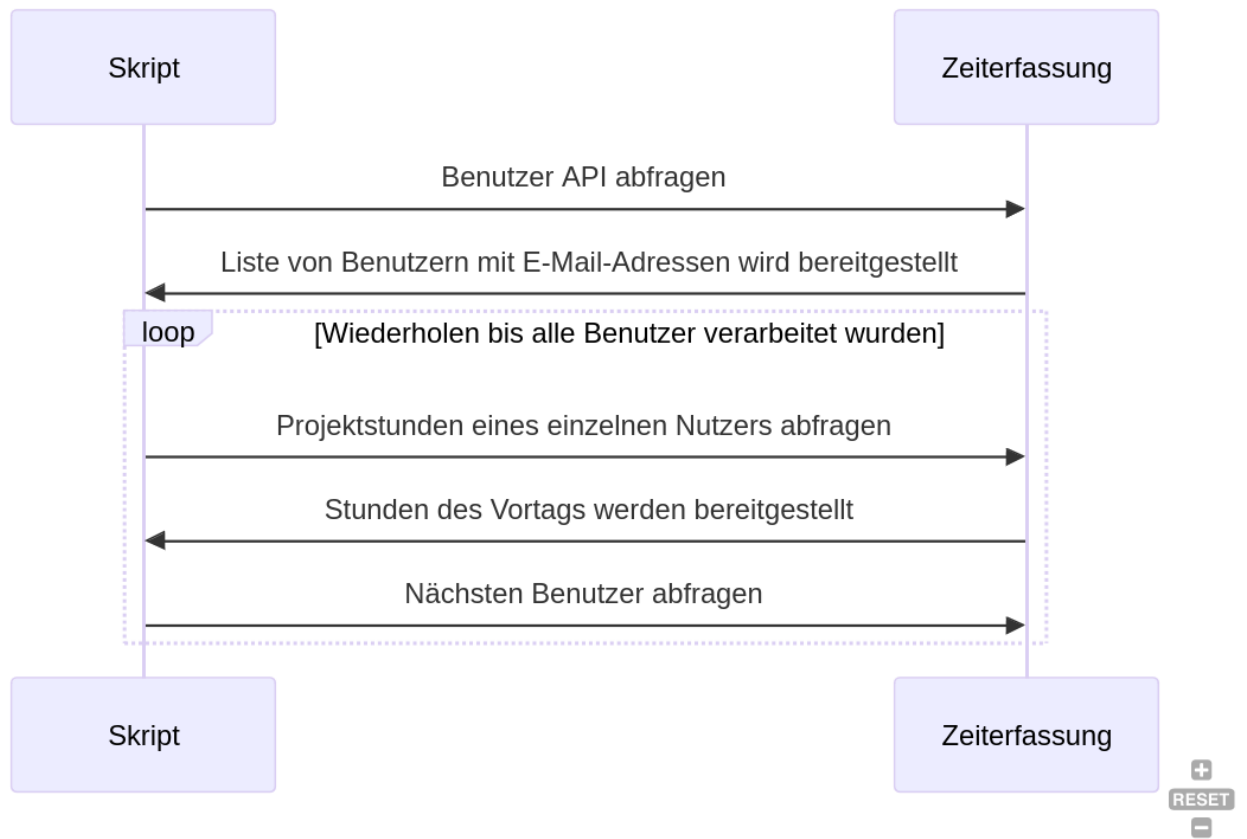 Skript
Zeiterfassung
Benutzer API abfragen
Liste von Benutzern mit E-Mail-Adressen wird bereitgestellt
loop
[Wiederholen bis alle Benutzer verarbeitet wurden]
Projektstunden eines einzelnen Nutzers abfragen
Stunden des Vortags werden bereitgestellt
Nächsten Benutzer abfragen
Skript
Zeiterfassung
RESET